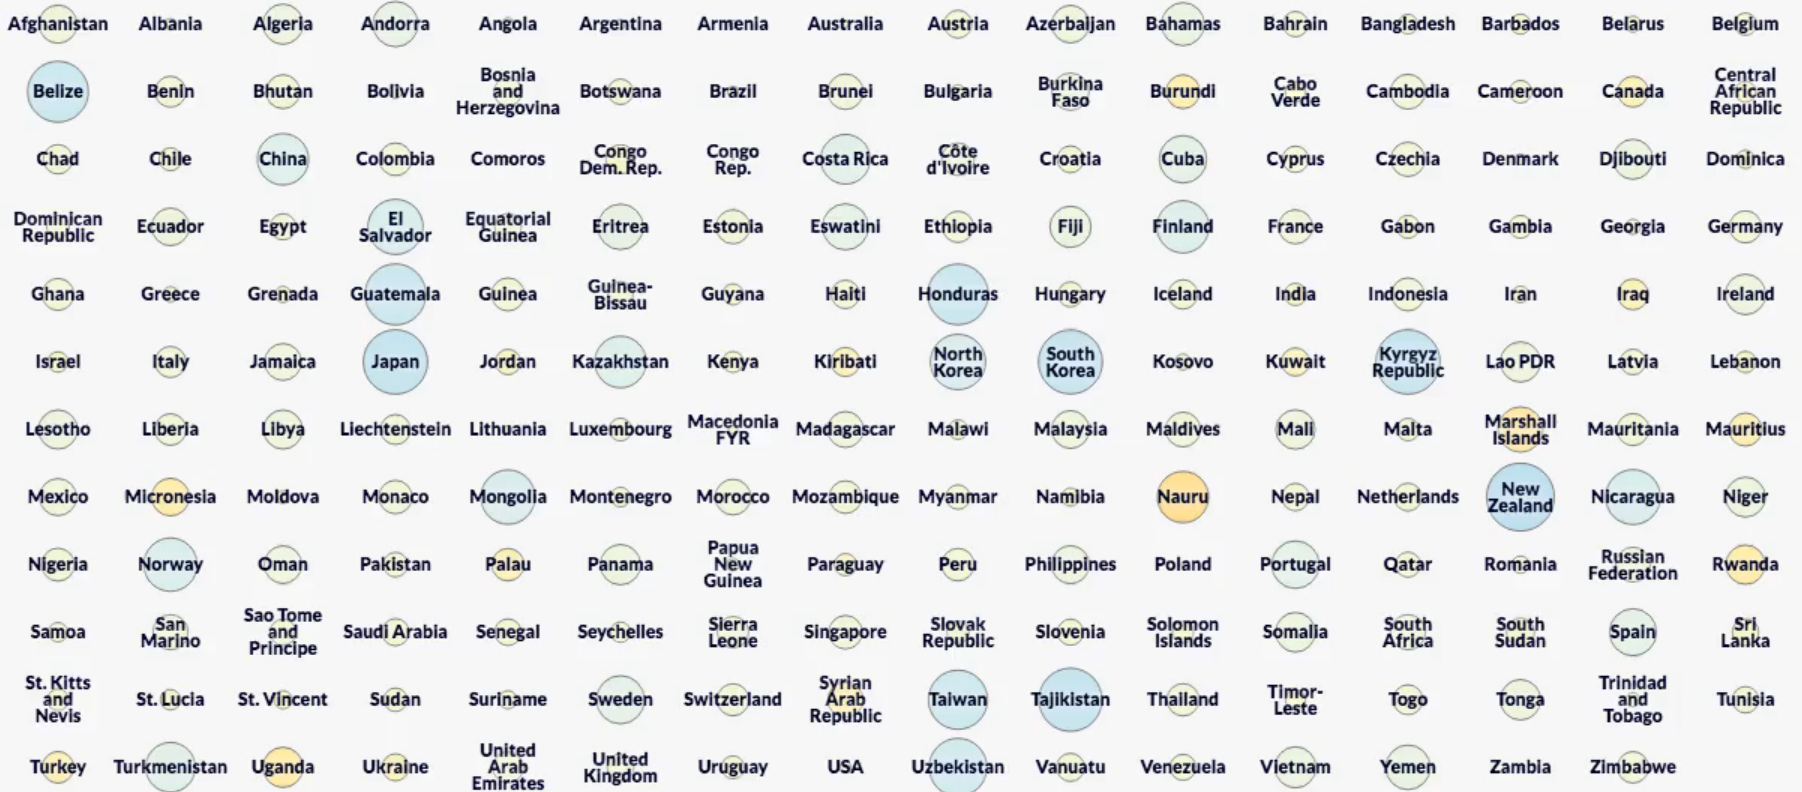 Afghanistan Albania Algeria Andorra Angola Argentina Armenia Australia Austria Azerbaijan Bahamas Bahrain Bangladesh Barbados Belarus Belgium
Belize Benin Bhutan Bolivia Bosnia and Herzegovina Botswana Brazil Brunei Bulgaria Burkina Faso Burundi Cabo Verde Cambodia Cameroon Canada Central African Republic
Chad Chile China Colombia Comoros Congo Dem. Rep. Congo Rep. Costa Rica Côte d'Ivoire Croatia Cuba Cyprus Czechia Denmark Djibouti Dominica
Dominican Republic Ecuador Egypt El Salvador Equatorial Guinea Eritrea Estonia Eswatini Ethiopia Fiji Finland France Gabon Gambia Georgia Germany
Ghana Greece Grenada Guatemala Guinea Guinea-Bissau Guyana Haiti Honduras Hungary Iceland India Indonesia Iran Iraq Ireland
Israel Italy Jamaica Japan Jordan Kazakhstan Kenya Kiribati North Korea South Korea Kosovo Kuwait Kyrgyz Republic Lao PDR Latvia Lebanon
Lesotho Liberia Libya Liechtenstein Lithuania Luxembourg Macedonia FYR Madagascar Malawi Malaysia Maldives Mali Malta Marshall Islands Mauritania Mauritius
Mexico Micronesia Moldova Monaco Mongolia Montenegro Morocco Mozambique Myanmar Namibia Nauru Nepal Netherlands New Zealand Nicaragua Niger
Nigeria Norway Oman Pakistan Palau Panama Papua New Guinea Paraguay Peru Philippines Poland Portugal Qatar Romania Russian Federation Rwanda
Samoa San Marino Sao Tome and Principe Saudi Arabia Senegal Seychelles Sierra Leone Singapore Slovak Republic Slovenia Solomon Islands Somalia South Africa South Sudan Spain Sri Lanka
St. Kitts and Nevis St. Lucia St. Vincent Sudan Suriname Sweden Switzerland Syrian Arab Republic Taiwan Tajikistan Thailand Timor-Leste Togo Tonga Trinidad and Tobago Tunisia
Turkey Turkmenistan Uganda Ukraine United Arab Emirates United Kingdom Uruguay USA Uzbekistan Vanuatu Venezuela Vietnam Yemen Zambia Zimbabwe